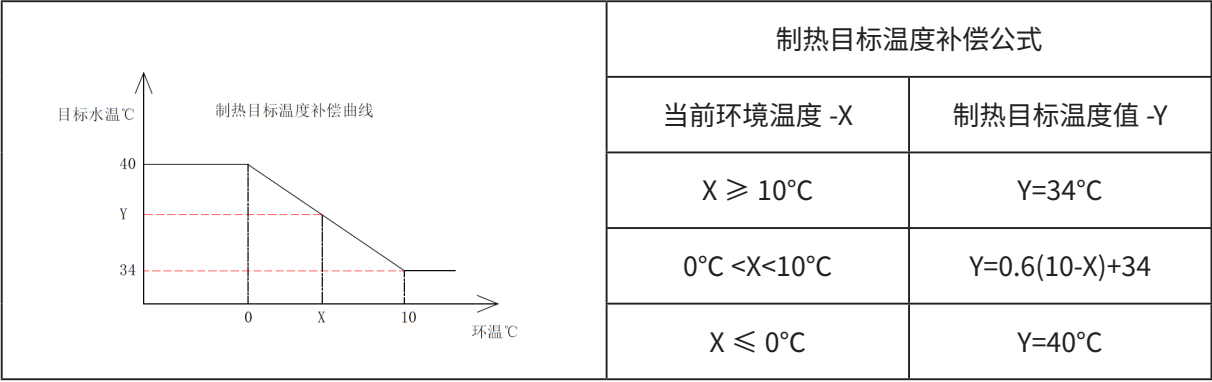 目标水温℃
制热目标温度补偿曲线
40
Y
34
0 X 10
环温℃
制热目标温度补偿公式
当前环境温度 -X 制热目标温度值 -Y
X ⩾ 10℃ Y=34℃
0℃ <X<10℃ Y=0.6(10-X)+34
X ⩽ 0℃ Y=40℃